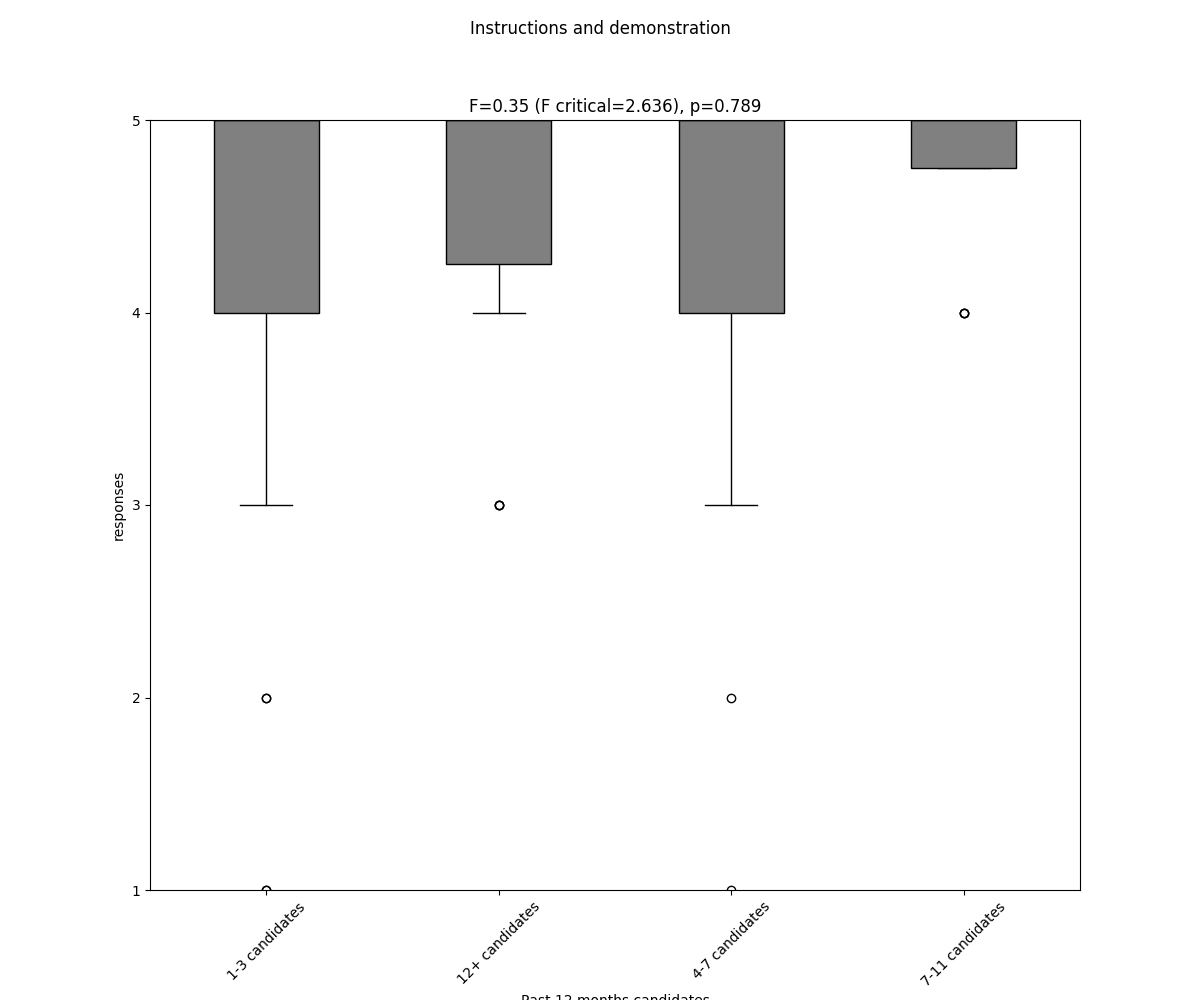 Instructions and demonstration
F=0.35 (F critical=2.636), p=0.789
5
4
3
2
1
responses
1-3 candidates
12+ candidates
4-7 candidates
7-11 candidates
Past 12 months candidates